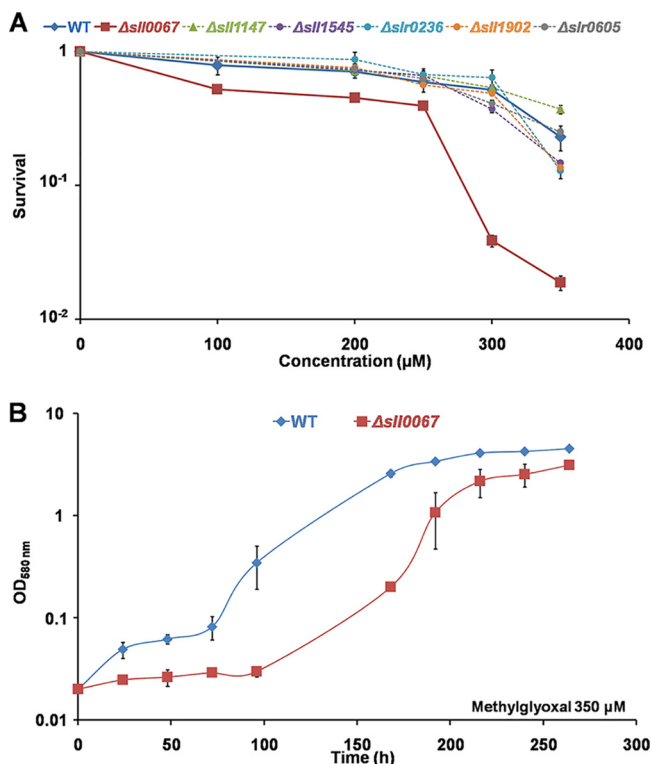 A
WT Δsll0067 Δsll1147 Δsll1545 Δslr0236 Δsll1902 Δslr0605
1
10-1
10-2
Survival
0 100 200 300 400
Concentration (µM)
B
WT Δsll0067
10
1
0.1
0.01
OD580 nm
Methylglyoxal 350 µM
0 50 100 150 200 250 300
Time (h)